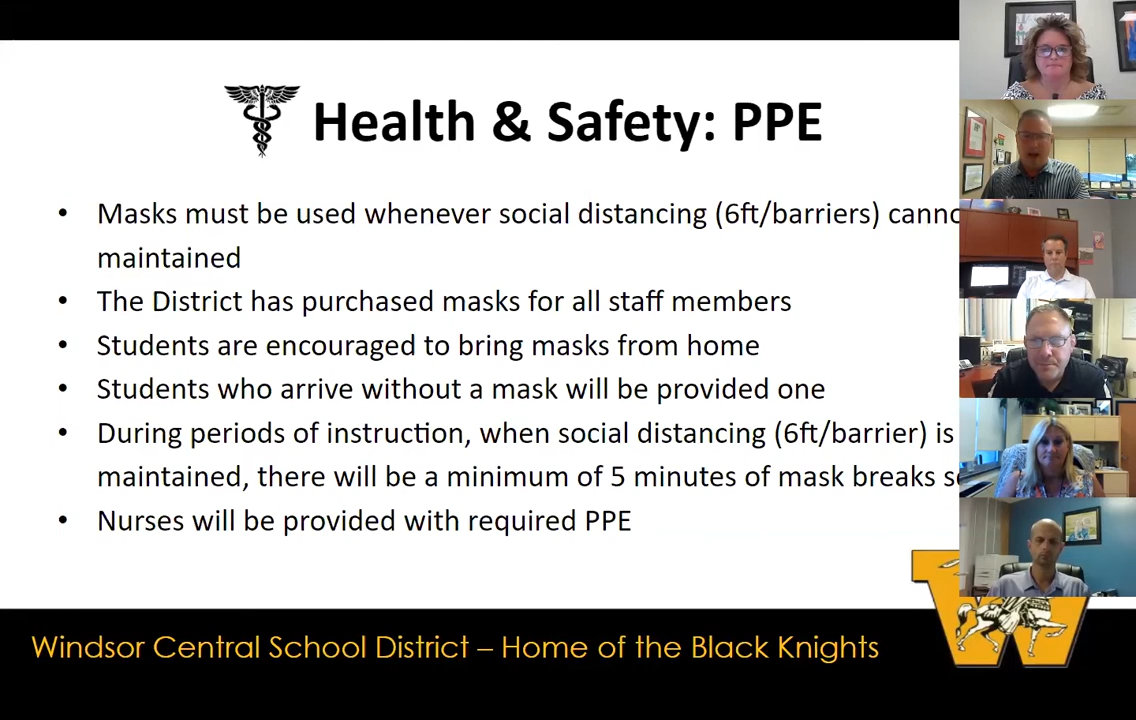 Health & Safety: PPE
• Masks must be used whenever social distancing (6ft/barriers)
maintained
• The District has purchased masks for all staff members
• Students are encouraged to bring masks from home
• Students who arrive without a mask will be provided one
• During periods of instruction, when social distancing (6ft/barrier) is
maintained, there will be a minimum of 5 minutes of mask breaks
• Nurses will be provided with required PPE
W
Windsor Central School District – Home of the Black Knights